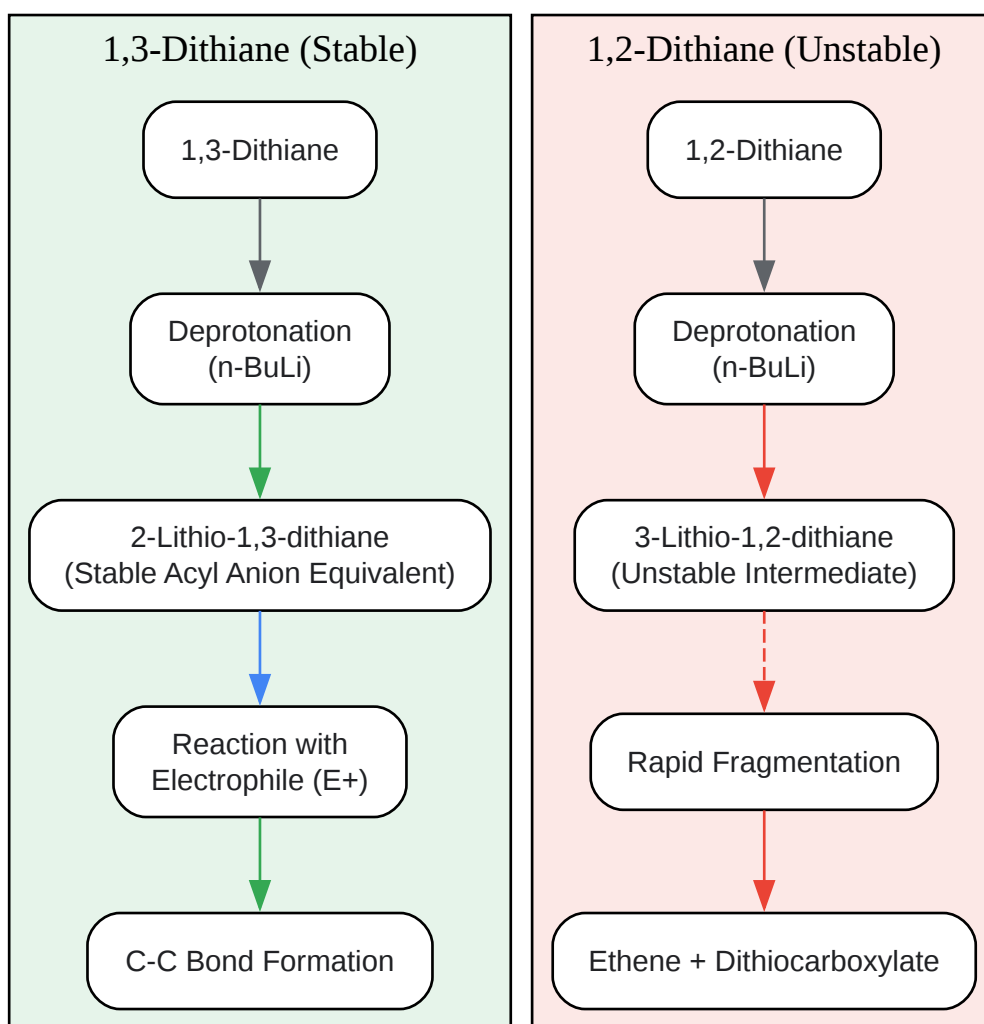 1,3-Dithiane (Stable)
1,3-Dithiane
Deprotonation
(n-BuLi)
2-Lithio-1,3-dithiane
(Stable Acyl Anion Equivalent)
Reaction with
Electrophile (E+)
C-C Bond Formation
1,2-Dithiane (Unstable)
1,2-Dithiane
Deprotonation
(n-BuLi)
3-Lithio-1,2-dithiane
(Unstable Intermediate)
Rapid Fragmentation
Ethene + Dithiocarboxylate